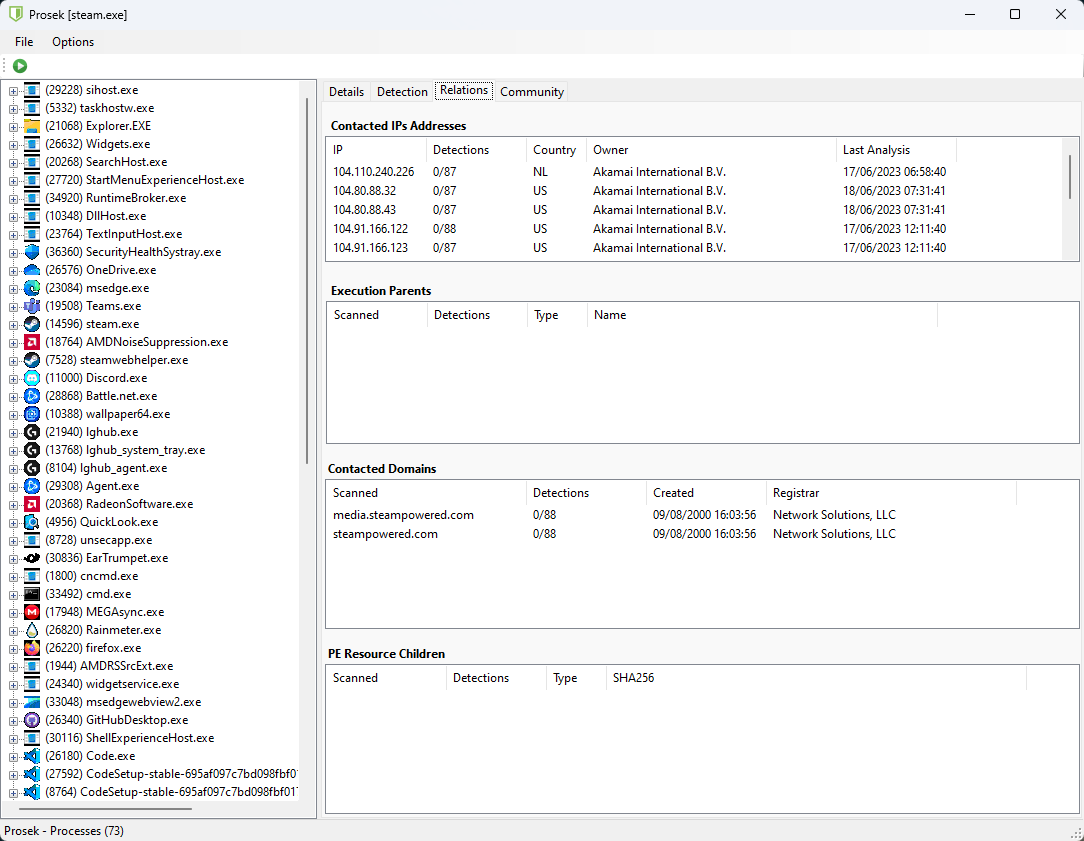 Prosek [steam.exe]
File Options
(29228) sihost.exe
(5332) taskhostw.exe
(21068) Explorer.EXE
(26632) Widgets.exe
(20268) SearchHost.exe
(27720) StartMenuExperienceHost.exe
(34920) RuntimeBroker.exe
(10348) DllHost.exe
(23764) TextInputHost.exe
(36360) SecurityHealthSystray.exe
(26576) OneDrive.exe
(23084) msedge.exe
(19508) Teams.exe
(14596) steam.exe
(18764) AMDNoiseSuppression.exe
(7528) steamwebhelper.exe
(11000) Discord.exe
(28868) Battle.net.exe
(10388) wallpaper64.exe
(21940) lghub.exe
(13768) lghub_system_tray.exe
(8104) lghub_agent.exe
(29308) Agent.exe
(20368) RadeonSoftware.exe
(4956) QuickLook.exe
(8728) unsecapp.exe
(30836) EarTrumpet.exe
(1800) cncmd.exe
(33492) cmd.exe
(17948) MEGAsync.exe
(26820) Rainmeter.exe
(26220) firefox.exe
(1944) AMDRSSrcExt.exe
(24340) widgetservice.exe
(33048) msedgewebview2.exe
(26340) GitHubDesktop.exe
(30116) ShellExperienceHost.exe
(26180) Code.exe
(27592) CodeSetup-stable-695af097c7bd098fbf01
(8764) CodeSetup-stable-695af097c7bd098fbf017
Details Detection Relations Community
Contacted IPs Addresses
IP Detections Country Owner Last Analysis
104.110.240.226 0/87 NL Akamai International B.V. 17/06/2023 06:58:40
104.80.88.32 0/87 US Akamai International B.V. 18/06/2023 07:31:41
104.80.88.43 0/87 US Akamai International B.V. 18/06/2023 07:31:41
104.91.166.122 0/88 US Akamai International B.V. 17/06/2023 12:11:40
104.91.166.123 0/87 US Akamai International B.V. 17/06/2023 12:11:40
Execution Parents
Scanned Detections Type Name
Contacted Domains
Scanned Detections Created Registrar
media.steampowered.com 0/88 09/08/2000 16:03:56 Network Solutions, LLC
steampowered.com 0/88 09/08/2000 16:03:56 Network Solutions, LLC
PE Resource Children
Scanned Detections Type SHA256
Prosek - Processes (73)